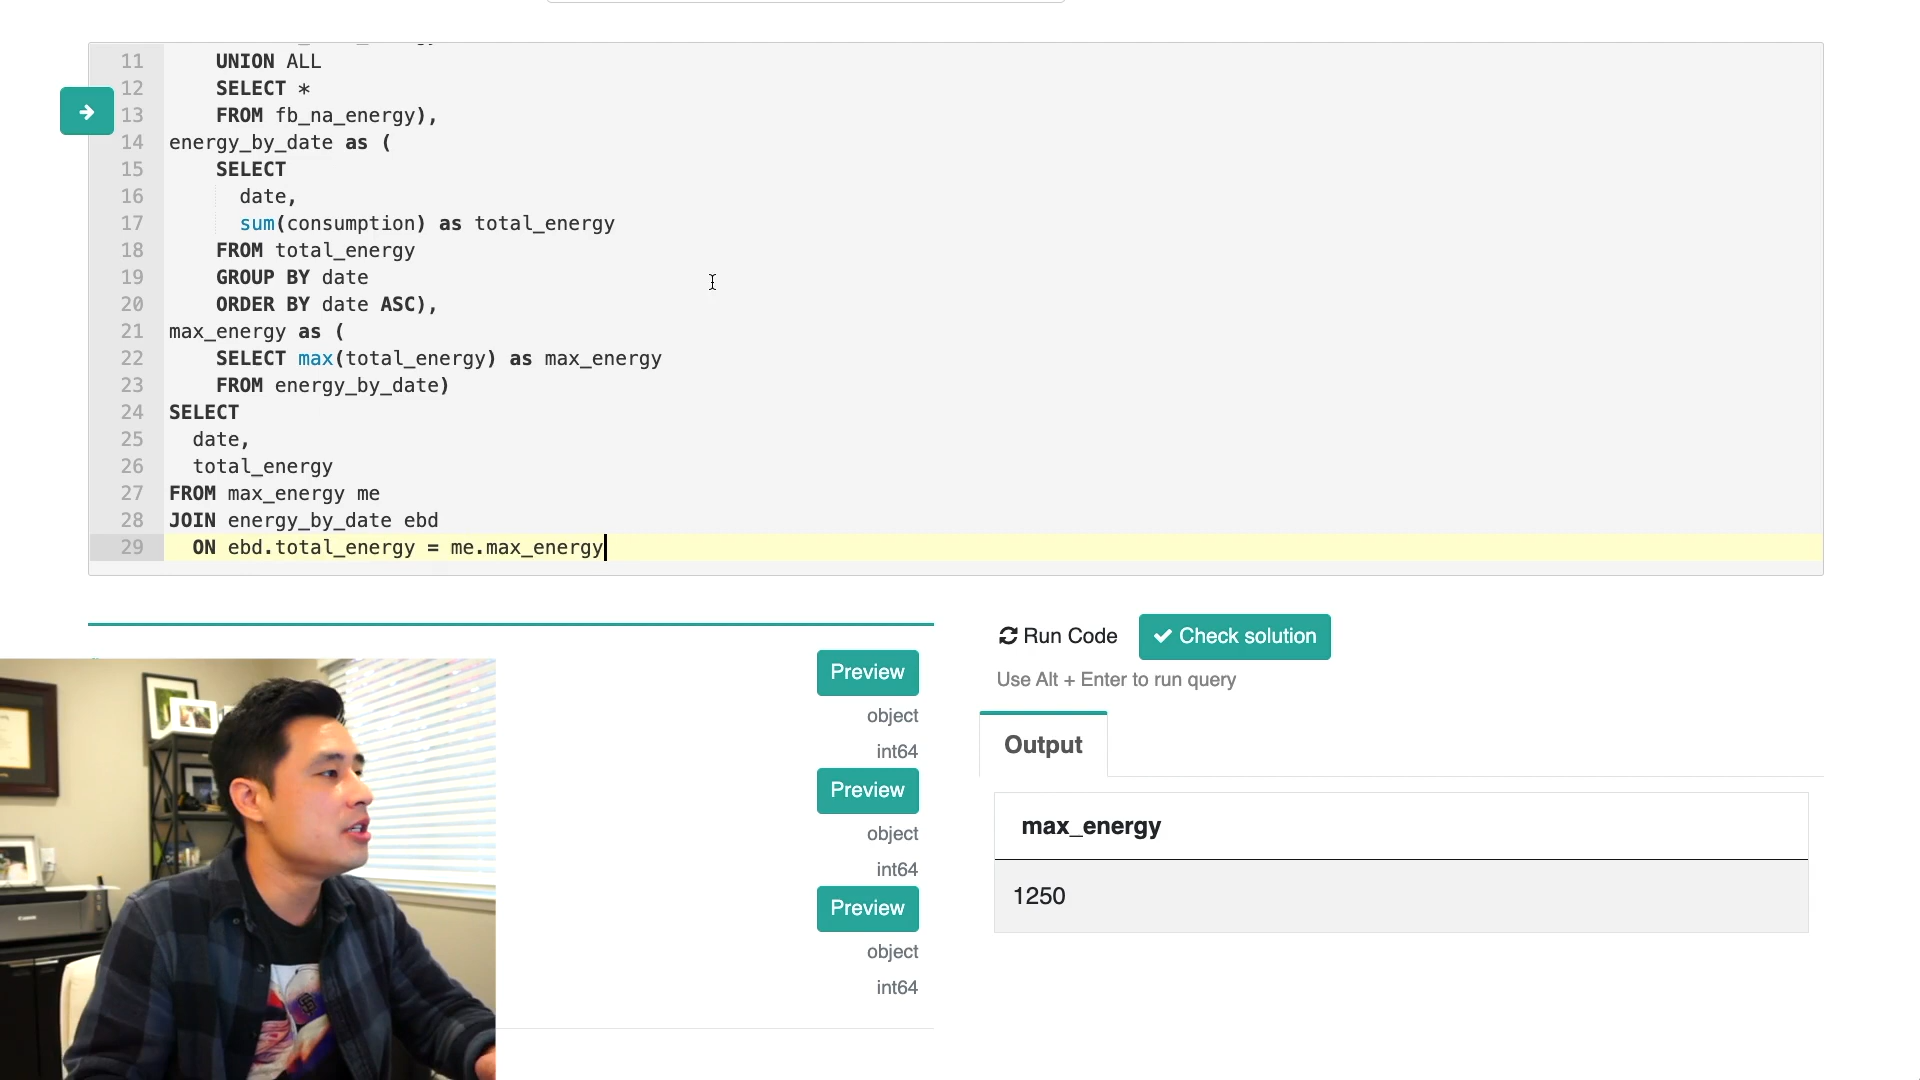 11 UNION ALL
12 SELECT *
13 FROM fb_na_energy),
14 energy_by_date as (
15 SELECT
16 date,
17 sum(consumption) as total_energy
18 FROM total_energy
19 GROUP BY date
20 ORDER BY date ASC),
21 max_energy as (
22 SELECT max(total_energy) as max_energy
23 FROM energy_by_date)
24 SELECT
25 date,
26 total_energy
27 FROM max_energy me
28 JOIN energy_by_date ebd
29 ON ebd.total_energy = me.max_energy
Preview
object
int64
Preview
object
int64
Preview
object
int64
Run Code
Check solution
Use Alt + Enter to run query
Output
max_energy
1250